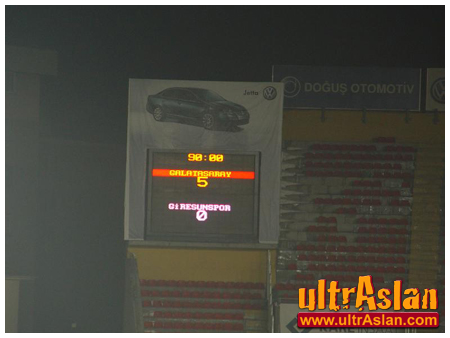 Jetta
DOĞUŞ OTOMOTİV
90:00
GALATASARAY
5
GiRESUNSPOR
0
ultrAslan
www.ultrAslan.com